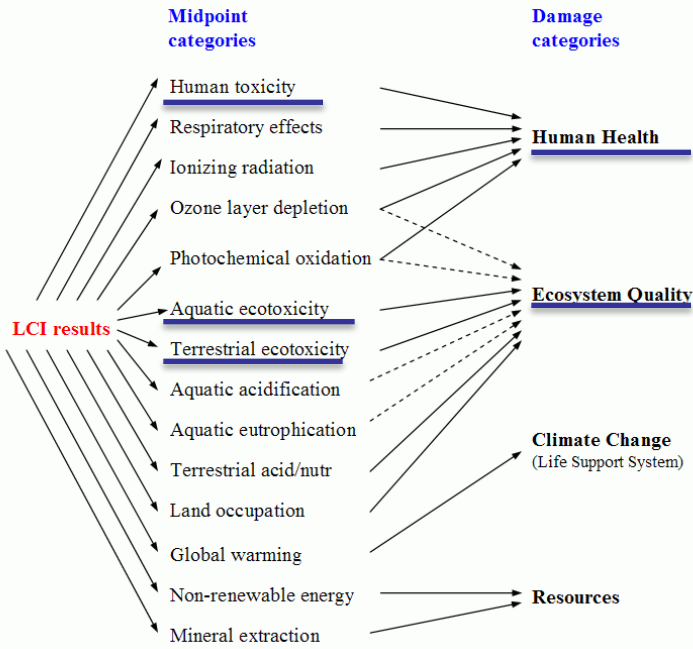 Midpoint
categories
Damage
categories
Human toxicity
Respiratory effects
Ionizing radiation
Ozone layer depletion
Photochemical oxidation
Aquatic ecotoxicity
Terrestrial ecotoxicity
Aquatic acidification
Aquatic eutrophication
Terrestrial acid/nutr
Land occupation
Global warming
Non-renewable energy
Mineral extraction
LCI results
Human Health
Ecosystem Quality
Climate Change
(Life Support System)
Resources